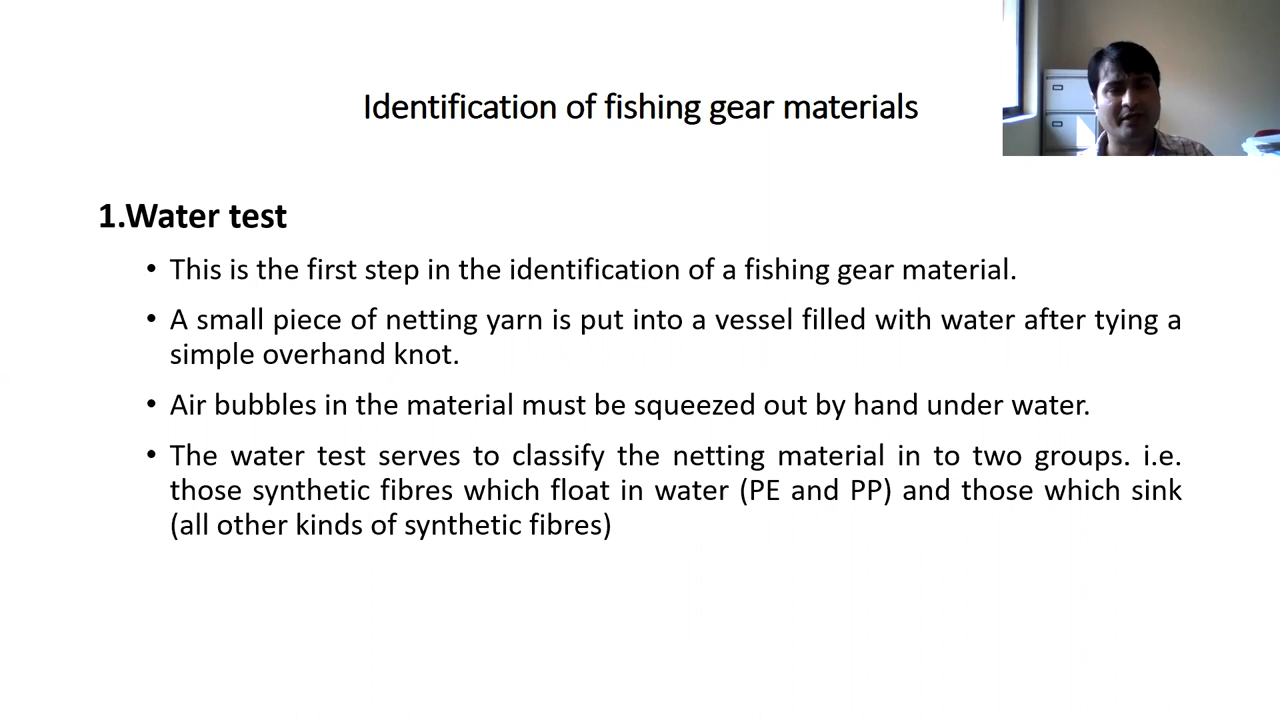 Identification of fishing gear materials
1.Water test
• This is the first step in the identification of a fishing gear material.
• A small piece of netting yarn is put into a vessel filled with water after tying a
simple overhand knot.
• Air bubbles in the material must be squeezed out by hand under water.
• The water test serves to classify the netting material in to two groups. i.e.
those synthetic fibres which float in water (PE and PP) and those which sink
(all other kinds of synthetic fibres)